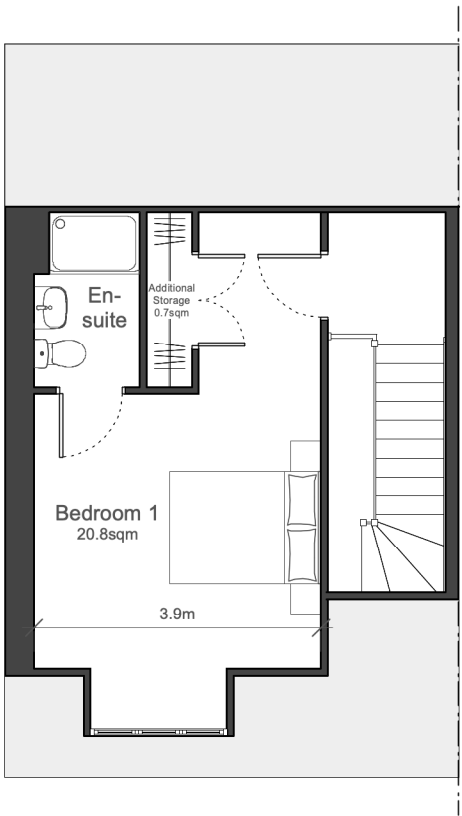 En-
suite
Additional
Storage
0.7sqm
Bedroom 1
20.8sqm
3.9m